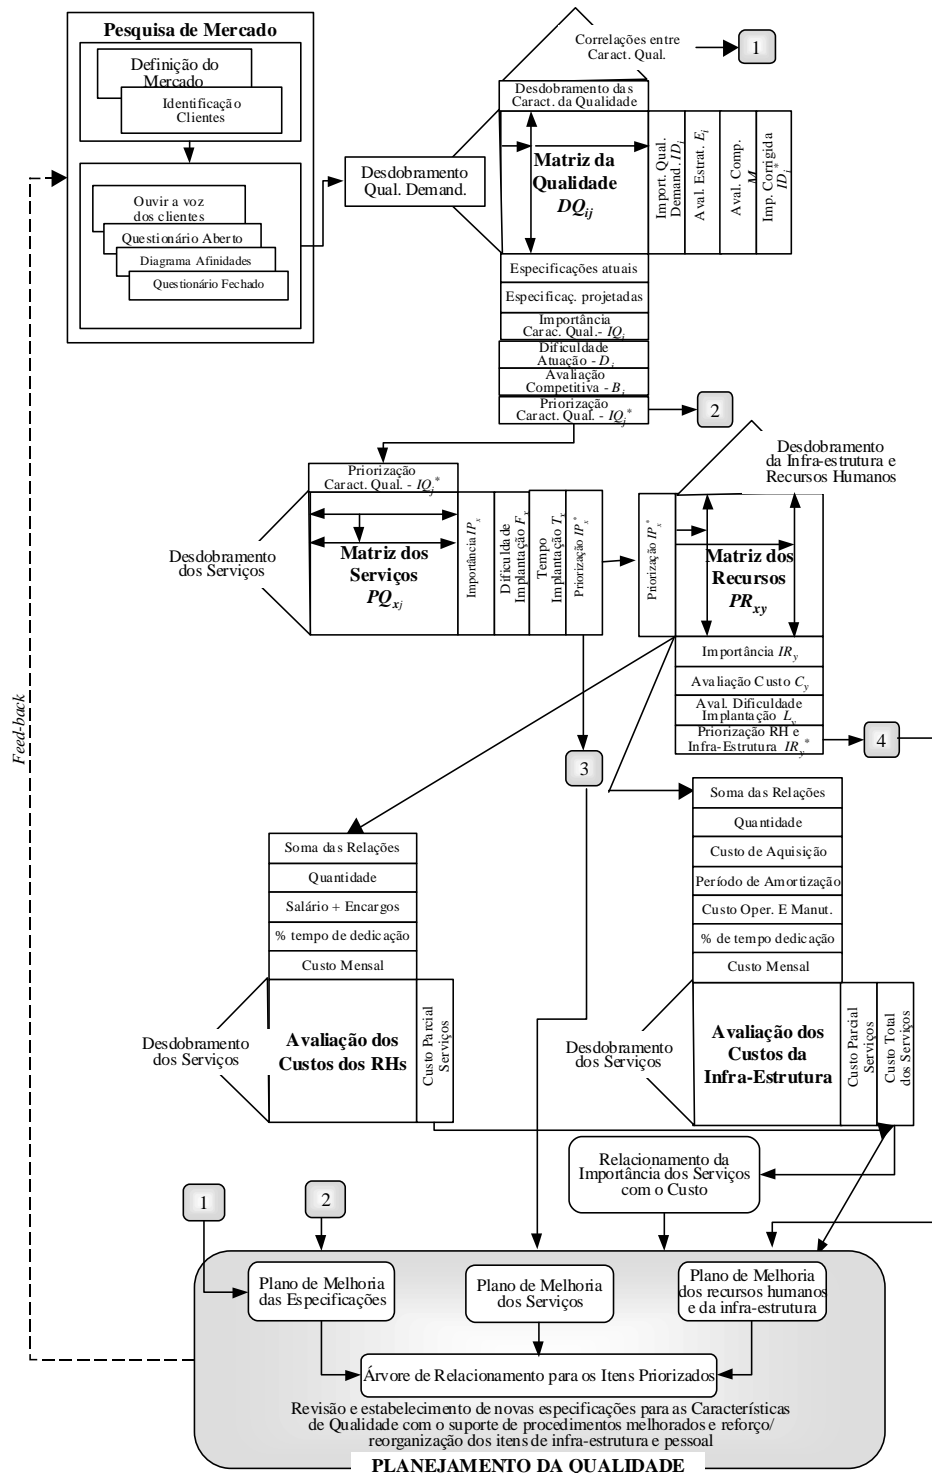 Pesquisa de Mercado
Definição do
Mercado
Identificação
Clientes
Ouvir a voz
dos clientes
Questionário Aberto
Diagrama Afinidades
Questionário Fechado
Correlações entre
Caract. Qual.
1
Desdobramento das
Caract. da Qualidade
Desdobramento
Qual. Demand.
Matriz da
Qualidade
DQij
Import. Qual.
Demand. IDi
Aval. Estrat. Ei
Aval. Comp.
M
Imp. Corrigida
IDi*
Especificações atuais
Especificaç. projetadas
Importância
Carac. Qual.- IQj
Dificuldade
Atuação - Dj
Avaliação
Competitiva - Bj
Priorização
Caract. Qual. - IQj*
2
Priorização
Caract. Qual. - IQj*
Desdobramento
dos Serviços
Matriz dos
Serviços
PQxj
Importância IPx
Dificulda de
Implantação Fx
Tempo
Implantação Tx
Priorização IPx*
Priorização IPx*
Desdobramento
da Infra-estrutura e
Recursos Humanos
Matriz dos
Recursos
PRxy
Importância IRy
Avaliação Custo Cy
Aval. Dificuldade
Implantação Ly
Priorização RH e
Infra-Estrutura IRy*
4
3
Feed-back
Soma das Relações
Quantidade
Salário + Encargos
% tempo de dedicação
Custo Mensal
Desdobramento
dos Serviços
Avaliação dos
Custos dos RHs
Custo Parcial
Serviços
Soma das Relações
Quantidade
Custo de Aquisição
Período de Amortização
Custo Oper. E Manut.
% de tempo dedicação
Custo Mensal
Desdobramento
dos Serviços
Avaliação dos
Custos da
Infra-Estrutura
Custo Parcial
Serviços
Custo Total
dos Serviços
Relacionamento da
Importância dos Serviços
com o Custo
1
2
Plano de Melhoria
das Especificações
Plano de Melhoria
dos Serviços
Plano de Melhoria
dos recursos humanos
e da infra-estrutura
Árvore de Relacionamento para os Itens Priorizados
Revisão e estabelecimento de novas especificações para as Características
de Qualidade com o suporte de procedimentos melhorados e reforço/
reorganização dos itens de infra-estrutura e pessoal
PLANEJAMENTO DA QUALIDADE